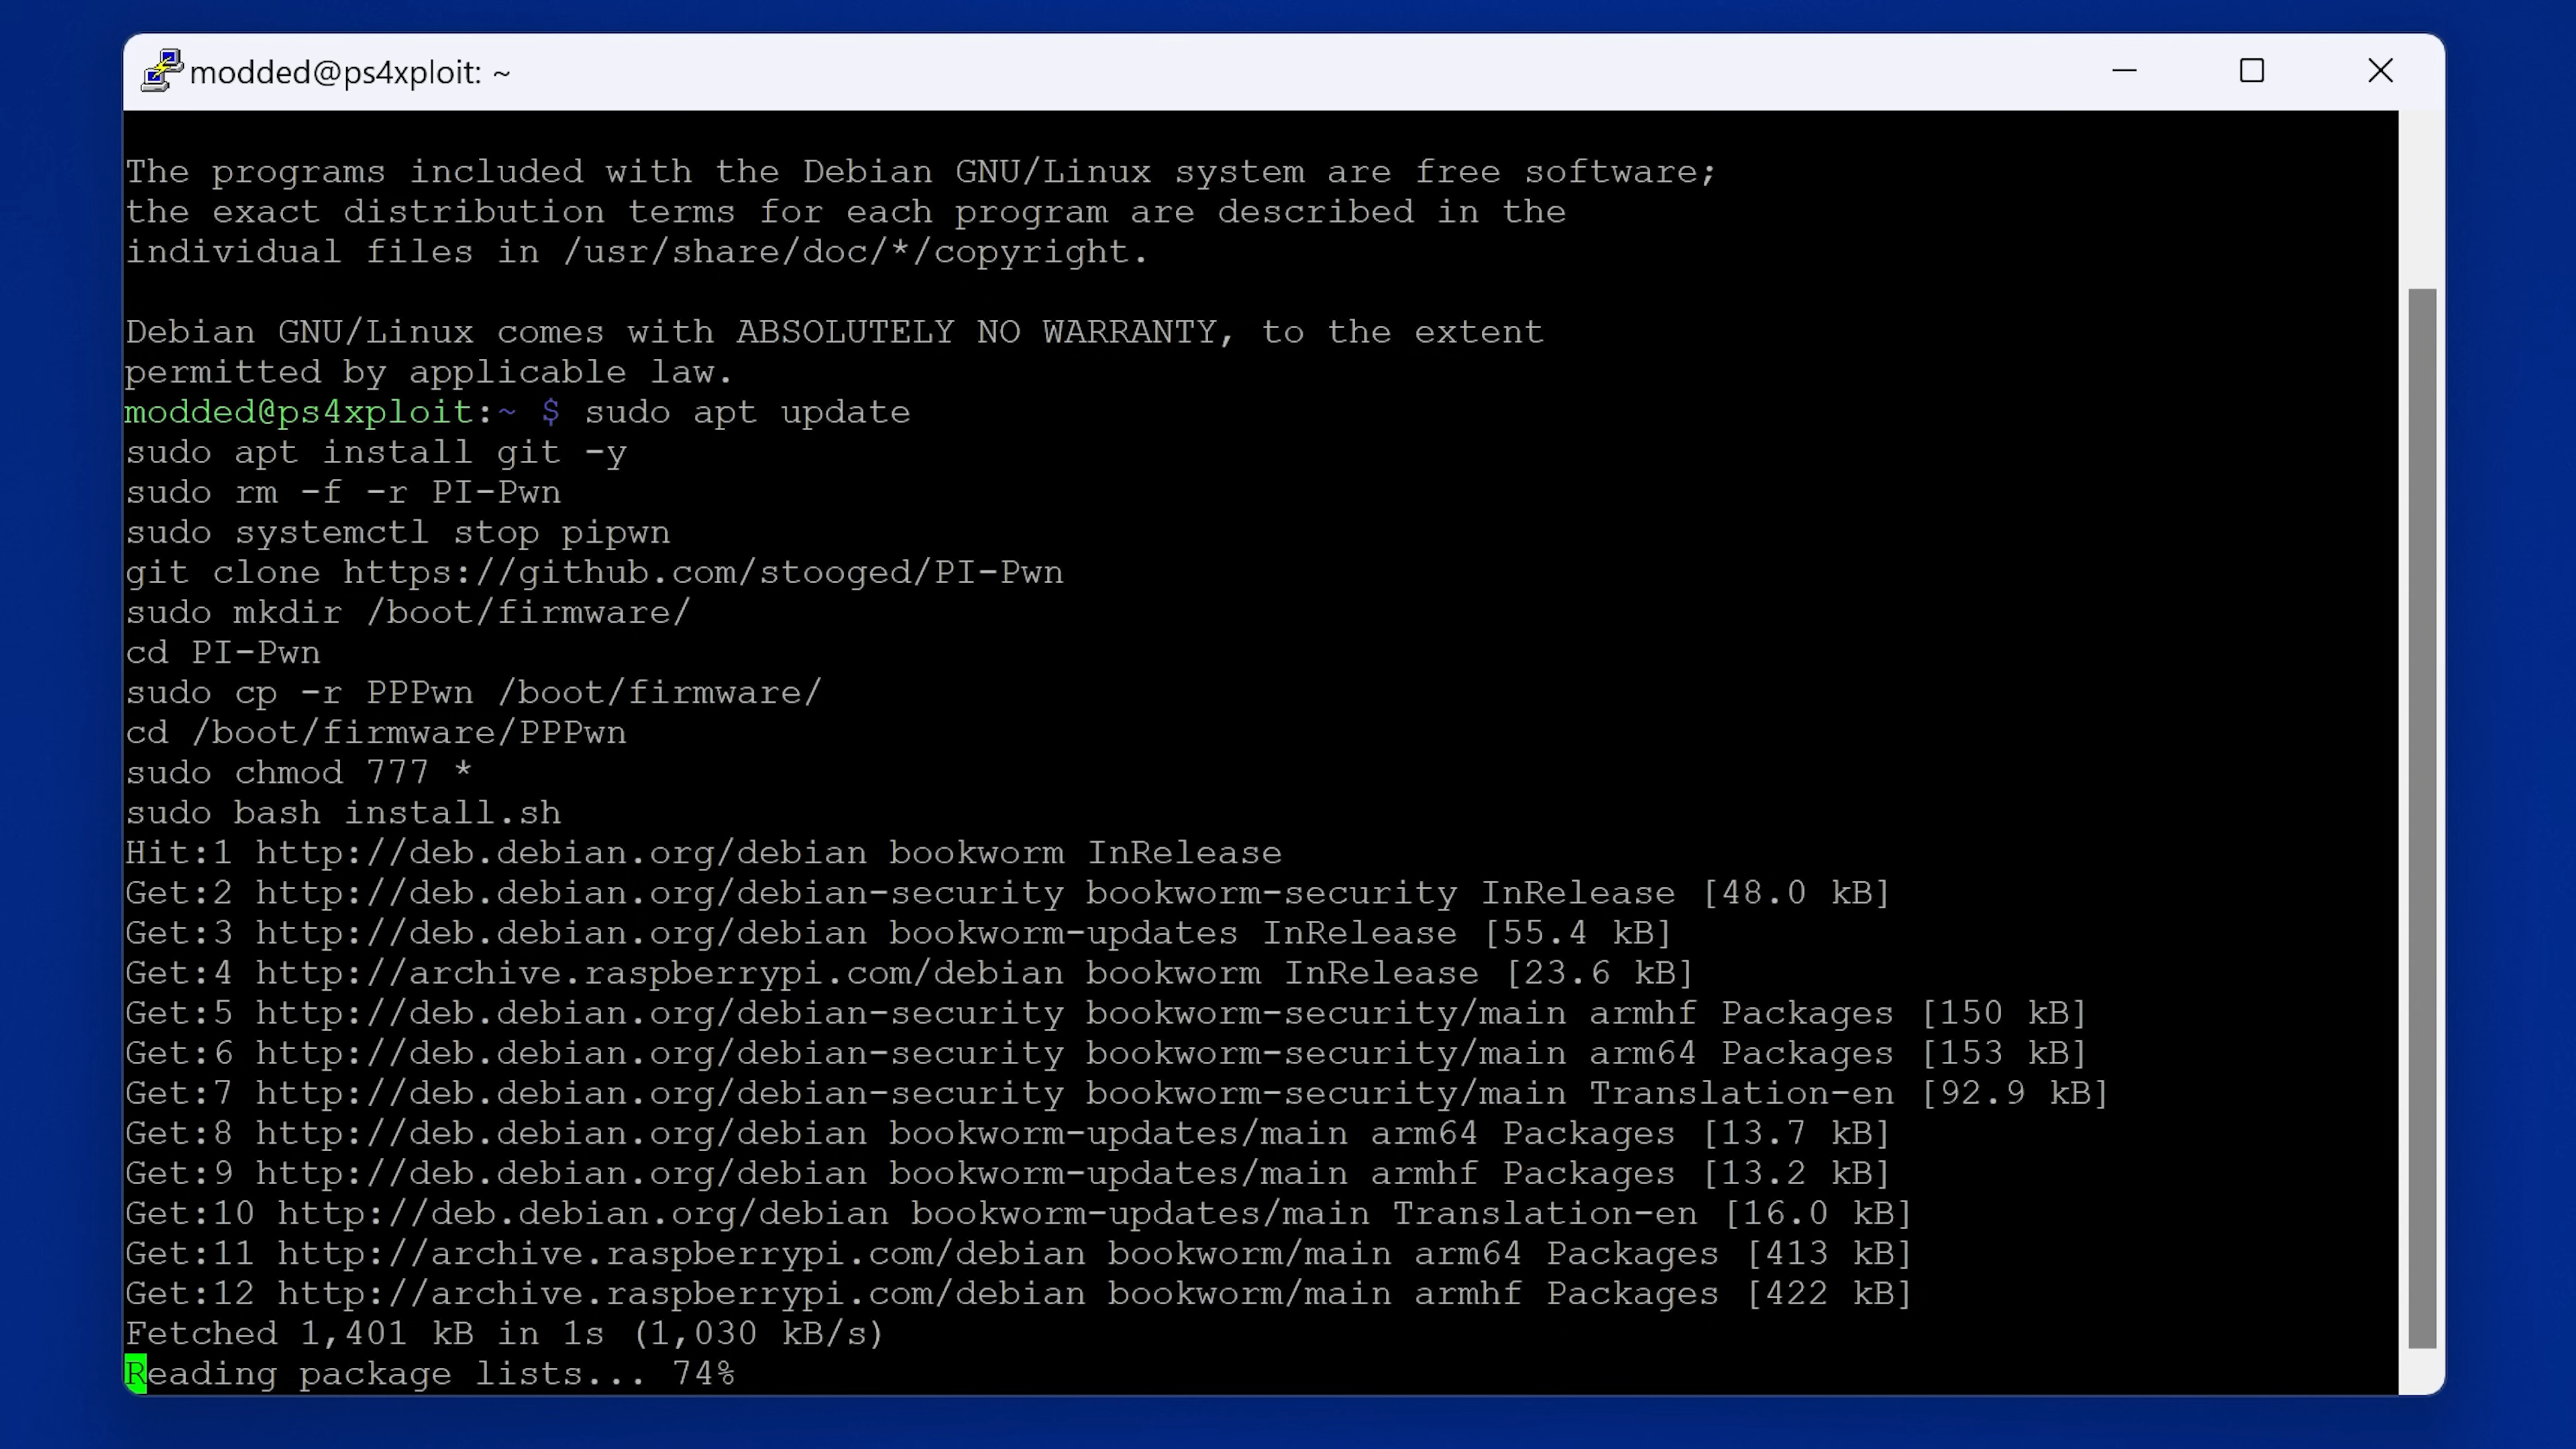 modded@ps4xploit: ~
The programs included with the Debian GNU/Linux system are free software;
the exact distribution terms for each program are described in the
individual files in /usr/share/doc/*/copyright.
Debian GNU/Linux comes with ABSOLUTELY NO WARRANTY, to the extent
permitted by applicable law.
modded@ps4xploit:~ $ sudo apt update
sudo apt install git -y
sudo rm -f -r PI-Pwn
sudo systemctl stop pipwn
git clone https://github.com/stooged/PI-Pwn
sudo mkdir /boot/firmware/
cd PI-Pwn
sudo cp -r PPPwn /boot/firmware/
cd /boot/firmware/PPPwn
sudo chmod 777 *
sudo bash install.sh
Hit:1 http://deb.debian.org/debian bookworm InRelease
Get:2 http://deb.debian.org/debian-security bookworm-security InRelease [48.0 kB]
Get:3 http://deb.debian.org/debian bookworm-updates InRelease [55.4 kB]
Get:4 http://archive.raspberrypi.com/debian bookworm InRelease [23.6 kB]
Get:5 http://deb.debian.org/debian-security bookworm-security/main armhf Packages [150 kB]
Get:6 http://deb.debian.org/debian-security bookworm-security/main arm64 Packages [153 kB]
Get:7 http://deb.debian.org/debian-security bookworm-security/main Translation-en [92.9 kB]
Get:8 http://deb.debian.org/debian bookworm-updates/main arm64 Packages [13.7 kB]
Get:9 http://deb.debian.org/debian bookworm-updates/main armhf Packages [13.2 kB]
Get:10 http://deb.debian.org/debian bookworm-updates/main Translation-en [16.0 kB]
Get:11 http://archive.raspberrypi.com/debian bookworm/main arm64 Packages [413 kB]
Get:12 http://archive.raspberrypi.com/debian bookworm/main armhf Packages [422 kB]
Fetched 1,401 kB in 1s (1,030 kB/s)
Reading package lists... 74%